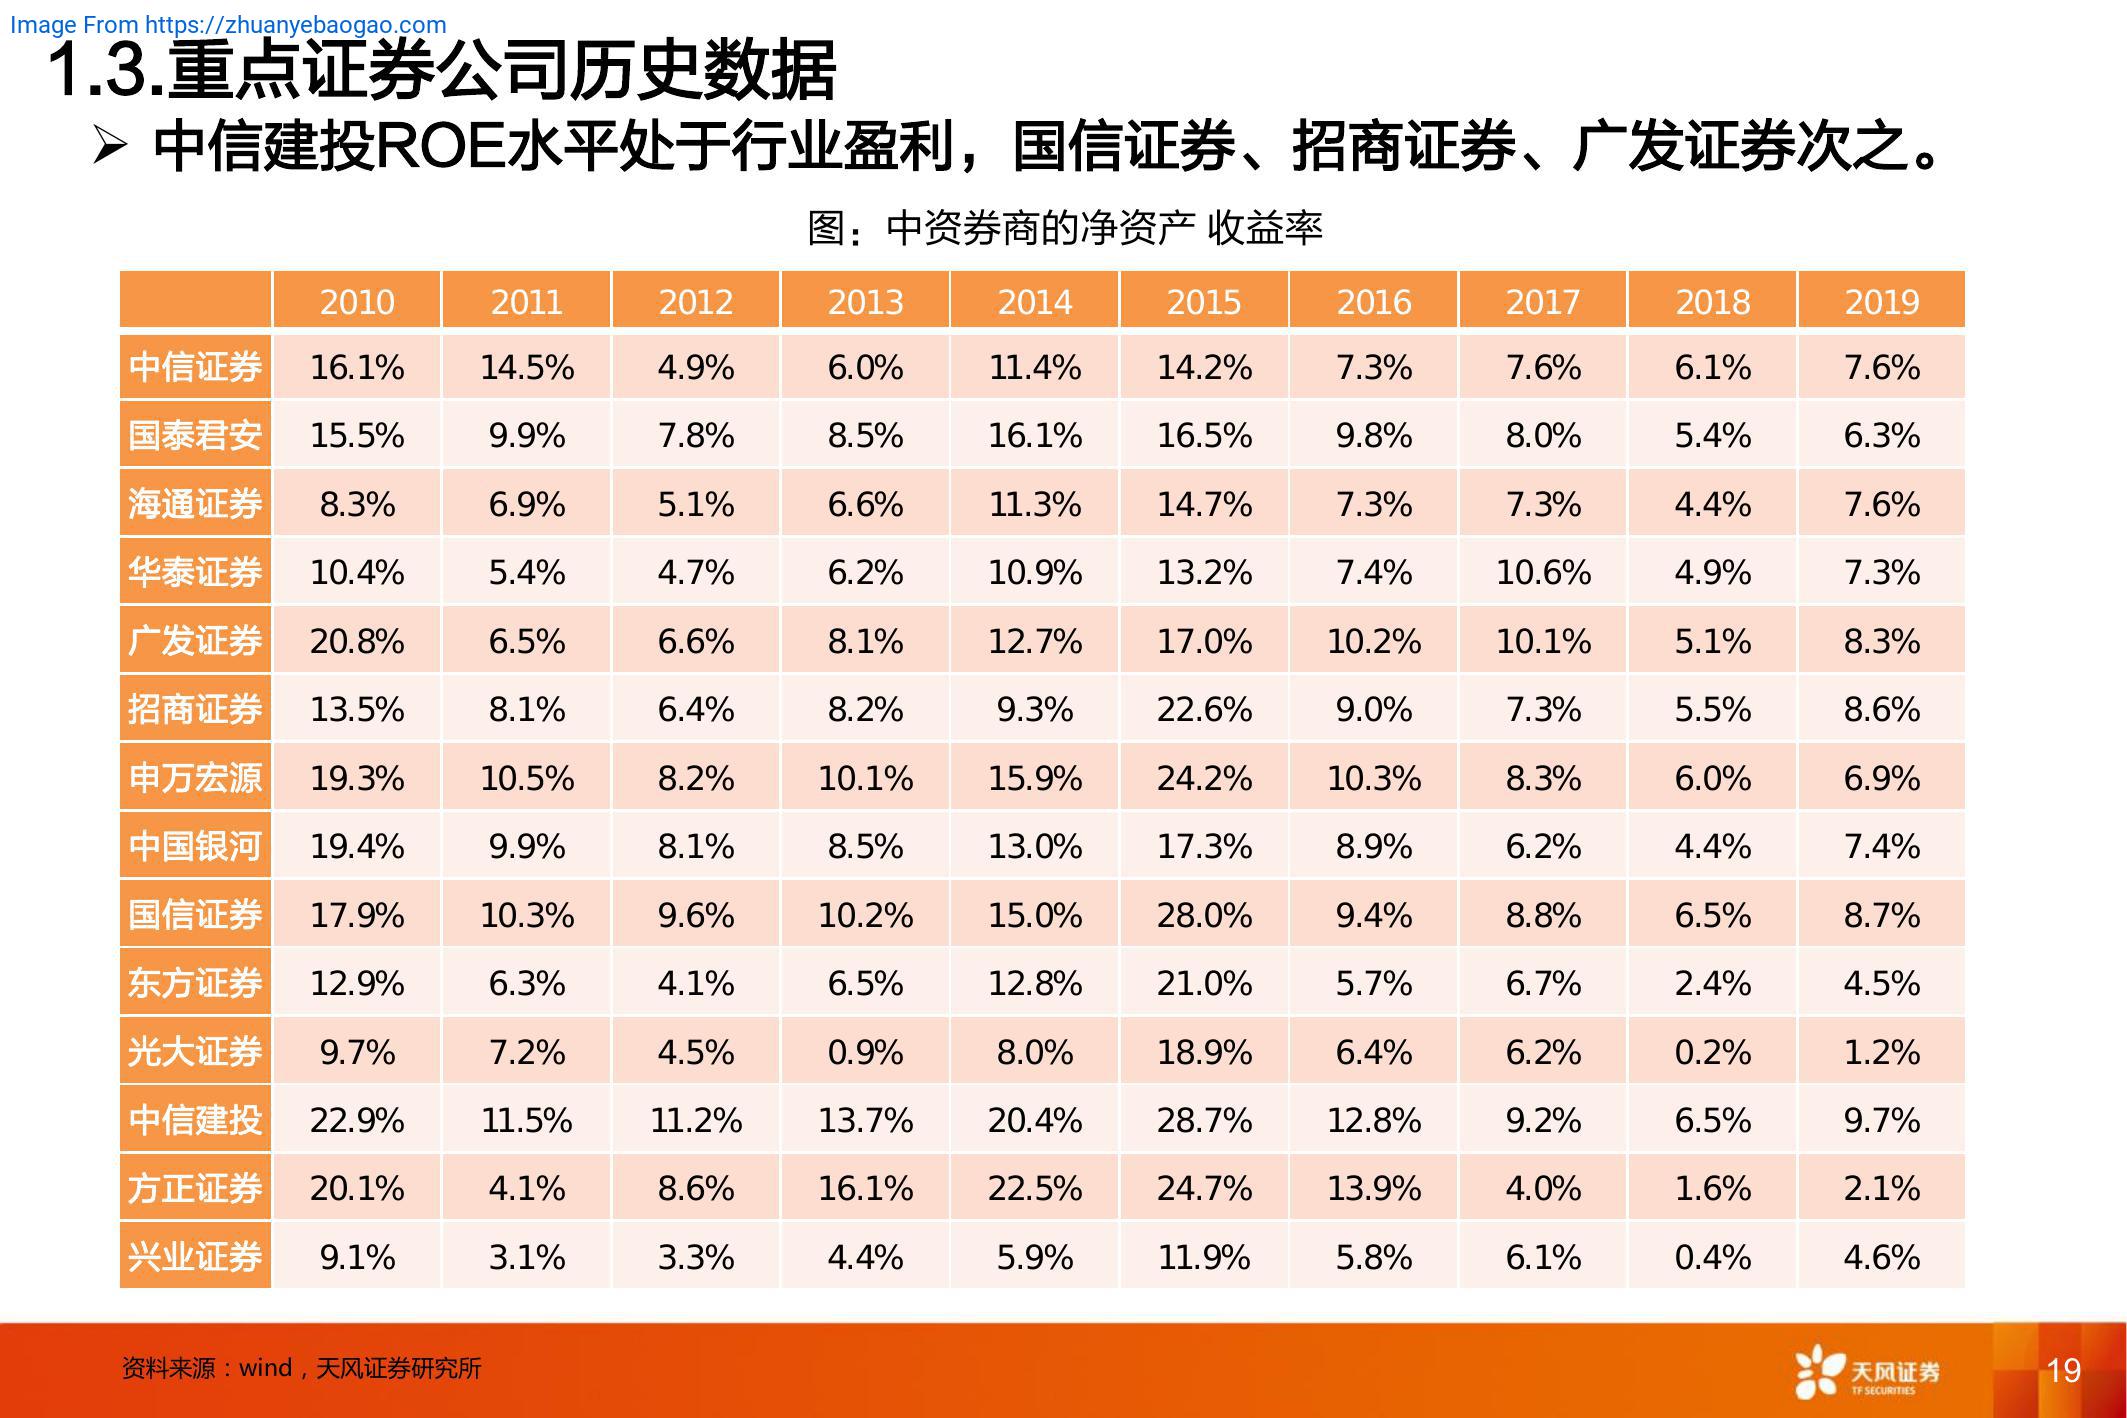 Image From https://zhuanyebaogao.com
1.3.重点证券公司历史数据
➢ 中信建投ROE水平处于行业盈利，国信证券、招商证券、广发证券次之。
图：中资券商的净资产 收益率
2010 2011 2012 2013 2014 2015 2016 2017 2018 2019
中信证券 16.1% 14.5% 4.9% 6.0% 11.4% 14.2% 7.3% 7.6% 6.1% 7.6%
国泰君安 15.5% 9.9% 7.8% 8.5% 16.1% 16.5% 9.8% 8.0% 5.4% 6.3%
海通证券 8.3% 6.9% 5.1% 6.6% 11.3% 14.7% 7.3% 7.3% 4.4% 7.6%
华泰证券 10.4% 5.4% 4.7% 6.2% 10.9% 13.2% 7.4% 10.6% 4.9% 7.3%
广发证券 20.8% 6.5% 6.6% 8.1% 12.7% 17.0% 10.2% 10.1% 5.1% 8.3%
招商证券 13.5% 8.1% 6.4% 8.2% 9.3% 22.6% 9.0% 7.3% 5.5% 8.6%
申万宏源 19.3% 10.5% 8.2% 10.1% 15.9% 24.2% 10.3% 8.3% 6.0% 6.9%
中国银河 19.4% 9.9% 8.1% 8.5% 13.0% 17.3% 8.9% 6.2% 4.4% 7.4%
国信证券 17.9% 10.3% 9.6% 10.2% 15.0% 28.0% 9.4% 8.8% 6.5% 8.7%
东方证券 12.9% 6.3% 4.1% 6.5% 12.8% 21.0% 5.7% 6.7% 2.4% 4.5%
光大证券 9.7% 7.2% 4.5% 0.9% 8.0% 18.9% 6.4% 6.2% 0.2% 1.2%
中信建投 22.9% 11.5% 11.2% 13.7% 20.4% 28.7% 12.8% 9.2% 6.5% 9.7%
方正证券 20.1% 4.1% 8.6% 16.1% 22.5% 24.7% 13.9% 4.0% 1.6% 2.1%
兴业证券 9.1% 3.1% 3.3% 4.4% 5.9% 11.9% 5.8% 6.1% 0.4% 4.6%
资料来源：wind，天风证券研究所
天风证券
TF SECURITIES
19